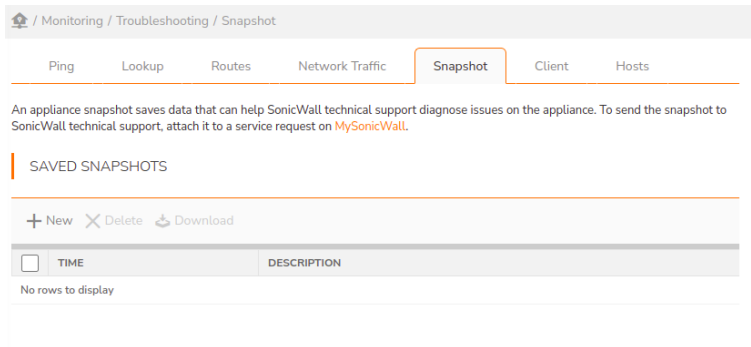 / Monitoring / Troubleshooting / Snapshot
Ping Lookup Routes Network Traffic Snapshot Client Hosts
An appliance snapshot saves data that can help SonicWall technical support diagnose issues on the appliance. To send the snapshot to
SonicWall technical support, attach it to a service request on MySonicWall.
SAVED SNAPSHOTS
New Delete Download
TIME DESCRIPTION
No rows to display